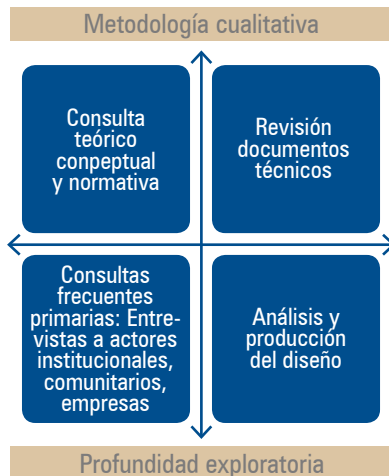 Metodología cualitativa
Consulta
teórico
conpeptual
y normativa
Revisión
documentos
técnicos
Consultas
frecuentes
primarias: Entre-
vistas a actores
institucionales,
comunitarios,
empresas
Análisis y
producción
del diseño
Profundidad exploratoria